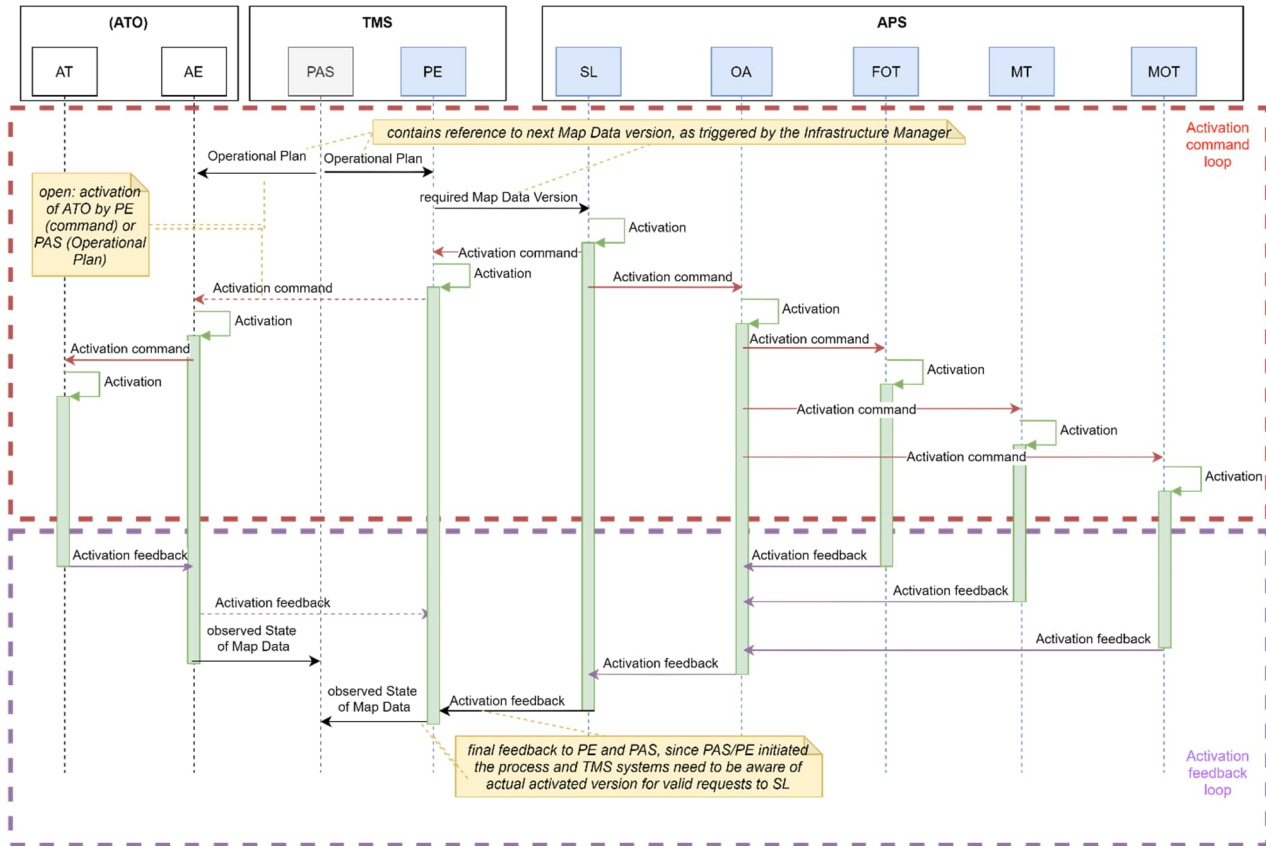 (ATO)
TMS
APS
AT
AE
PAS
PE
SL
OA
FOT
MT
MOT
Activation
command
loop
contains reference to next Map Data version, as triggered by the Infrastructure Manager
Operational Plan
Operational Plan
open: activation
of ATO by PE
(command) or
PAS (Operational
Plan)
required Map Data Version
Activation
Activation command
Activation
Activation command
Activation command
Activation
Activation command
Activation
Activation command
Activation
Activation command
Activation
Activation command
Activation
Activation command
Activation
Activation feedback
Activation feedback
Activation feedback
Activation feedback
observed State
of Map Data
Activation feedback
Activation feedback
observed State
of Map Data
Activation feedback
final feedback to PE and PAS, since PAS/PE initiated
the process and TMS systems need to be aware of
actual activated version for valid requests to SL
Activation
feedback
loop